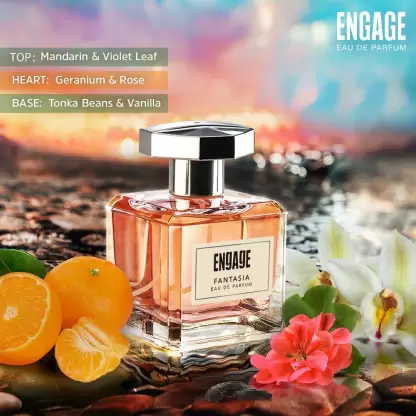 ENGAGE
EAU DE PARFUM
TOP: Mandarin & Violet Leaf
HEART: Geranium & Rose
BASE: Tonka Beans & Vanilla
ENGAGE
FANTASIA
EAU DE PARFUM